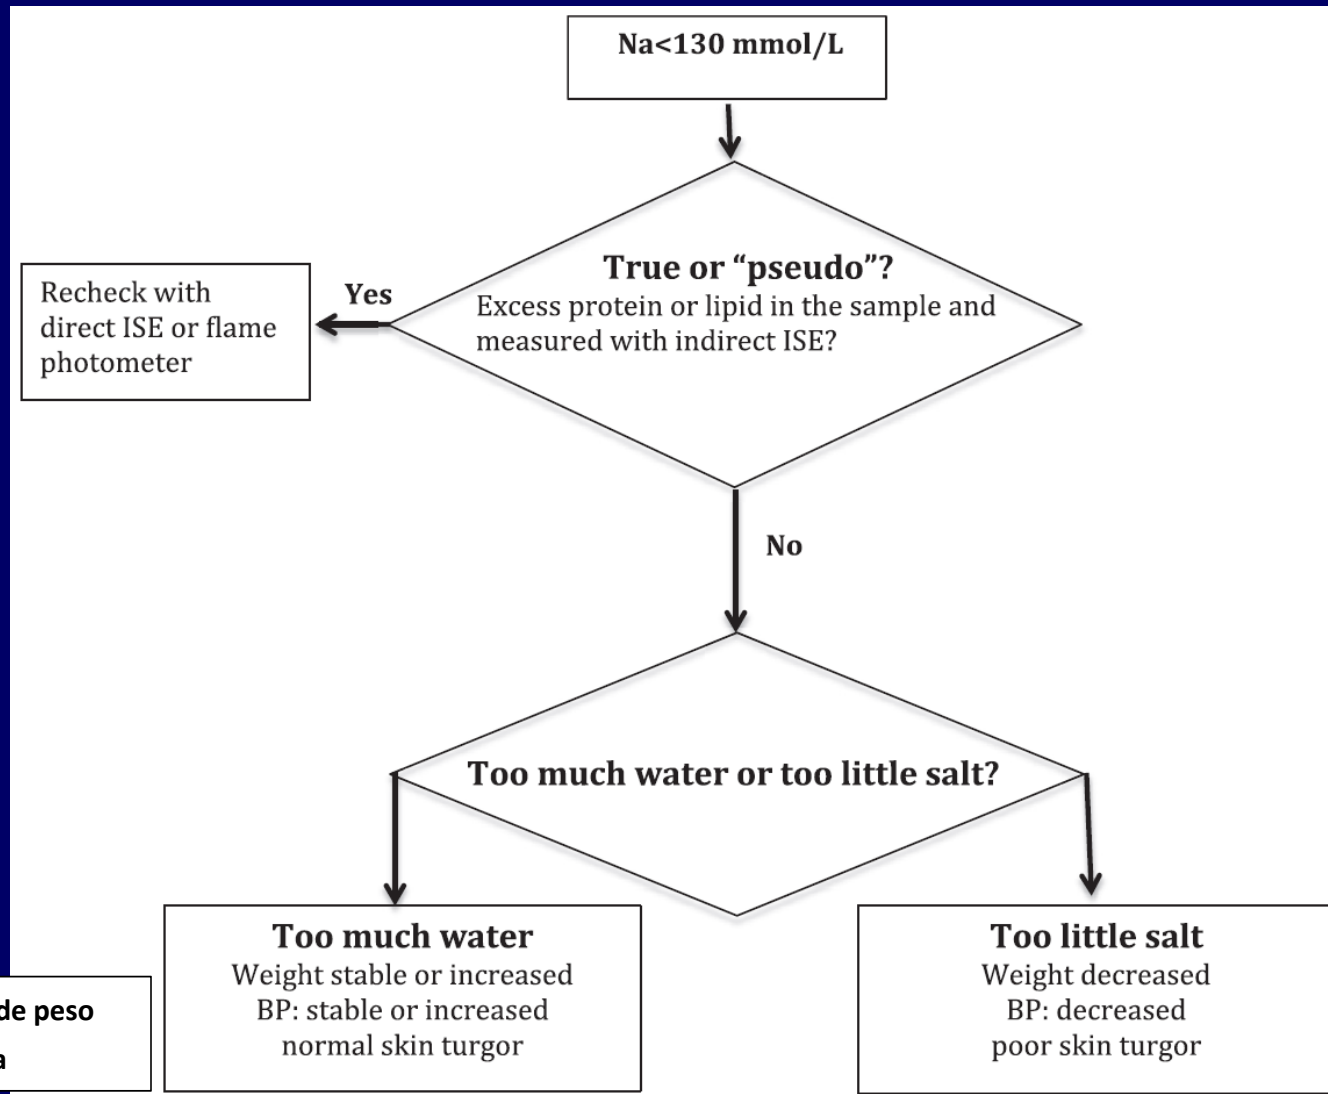 Na<130 mmol/L
True or “pseudo”?
Excess protein or lipid in the sample and
measured with indirect ISE?
Yes
Recheck with
direct ISE or flame
photometer
No
Too much water or too little salt?
Too much water
Weight stable or increased
BP: stable or increased
normal skin turgor
Too little salt
Weight decreased
BP: decreased
poor skin turgor
de peso
a